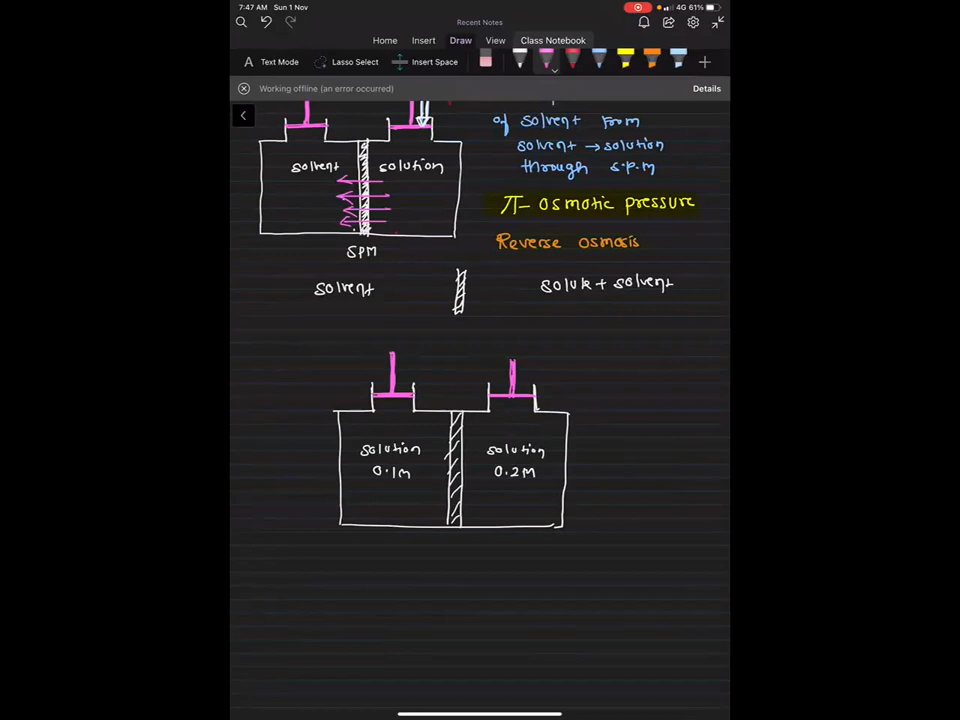 7:47 AM Sun 1 Nov
4G 61%
Recent Notes
Home Insert Draw View Class Notebook
Text Mode Lasso Select Insert Space
Working offline (an error occurred) Details
of solvent from
solvent → solution
through s.p.m
solvent solution
π- osmotic pressure
SPM
Reverse osmosis
solvent solute + solvent
solution solution
0.1M 0.2M